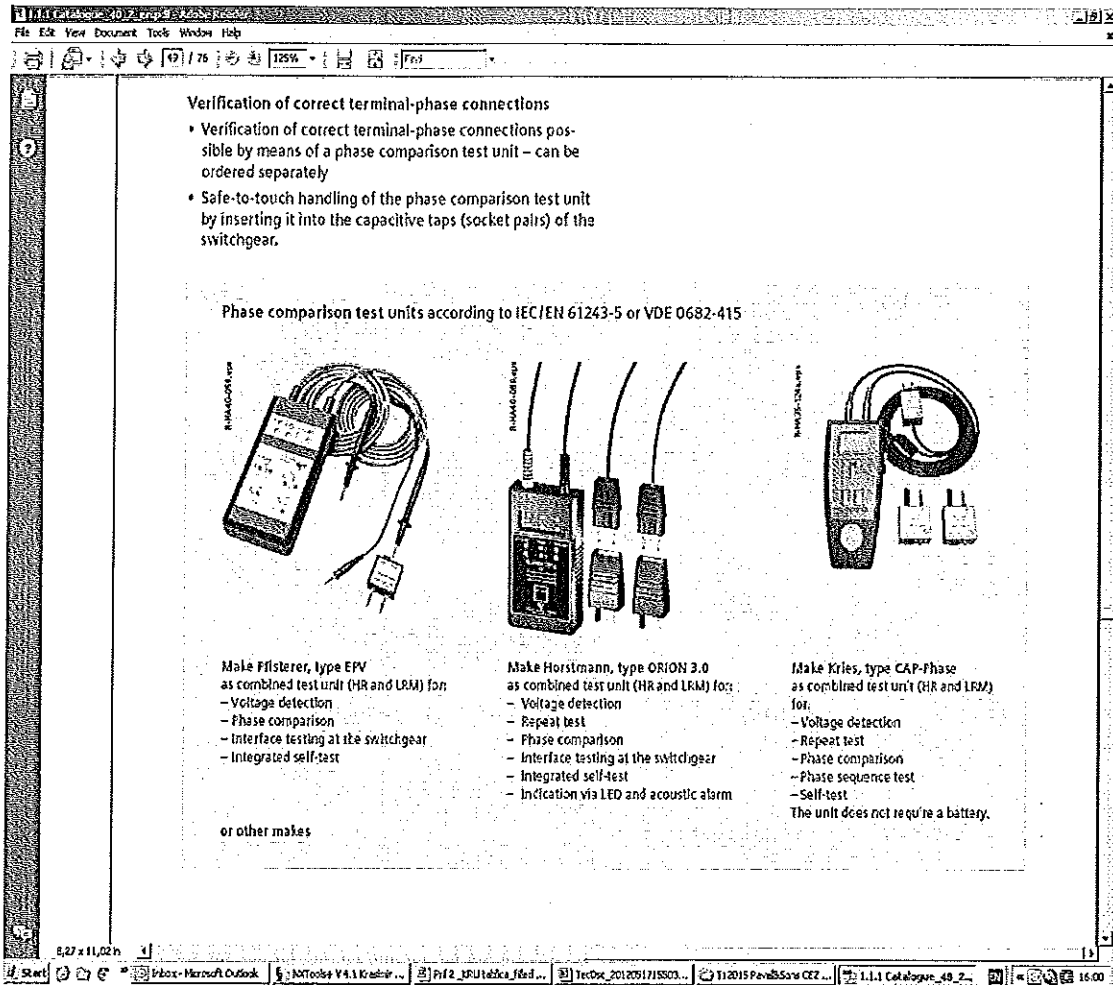 File Edit View Document Tools Window Help
/ 76 125% Find
Verification of correct terminal-phase connections
• Verification of correct terminal-phase connections pos-
sible by means of a phase comparison test unit – can be
ordered separately
• Safe-to-touch handling of the phase comparison test unit
by inserting it into the capacitive taps (socket pairs) of the
switchgear.
Phase comparison test units according to IEC/EN 61243-5 or VDE 0682-415
Make Pfisterer, type EPV
as combined test unit (HR and LRM) for:
– Voltage detection
– Phase comparison
– Interface testing at the switchgear
– Integrated self-test
or other makes
Make Horstmann, type ORION 3.0
as combined test unit (HR and LRM) for:
– Voltage detection
– Repeat test
– Phase comparison
– Interface testing at the switchgear
– Integrated self-test
– Indication via LED and acoustic alarm
Make Kries, type CAP-Phase
as combined test unit (HR and LRM)
for:
– Voltage detection
– Repeat test
– Phase comparison
– Phase sequence test
– Self-test
The unit does not require a battery.
8,27 x 11,02 in
Start Inbox - Microsoft Outlook TecDoc_2012051715503... 1.1.1 Catalogue_48_2... 16:00